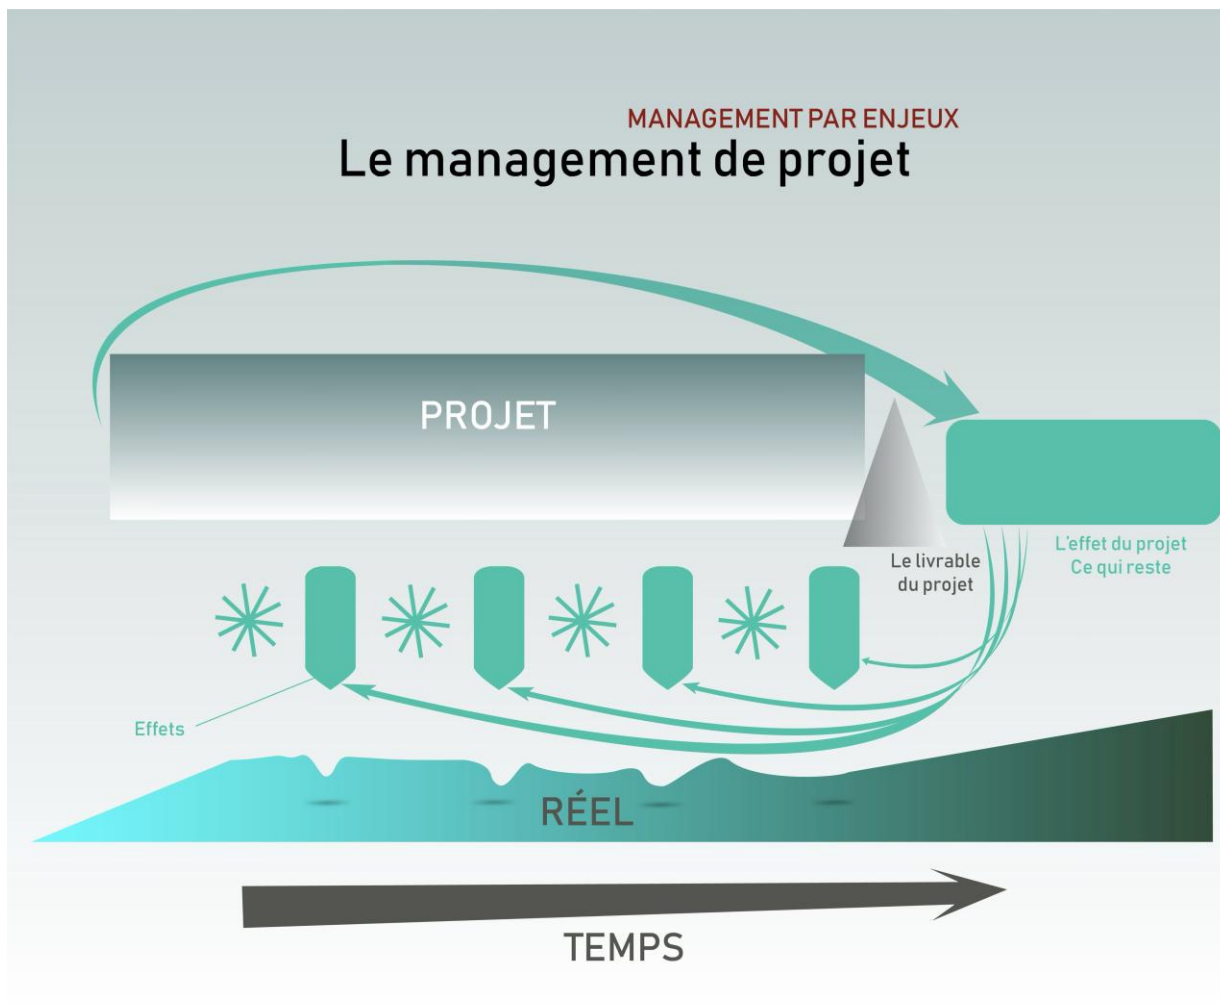 MANAGEMENT PAR ENJEUX
Le management de projet
PROJET
Le livrable
du projet
L'effet du projet
Ce qui reste
Effets
RÉEL
TEMPS